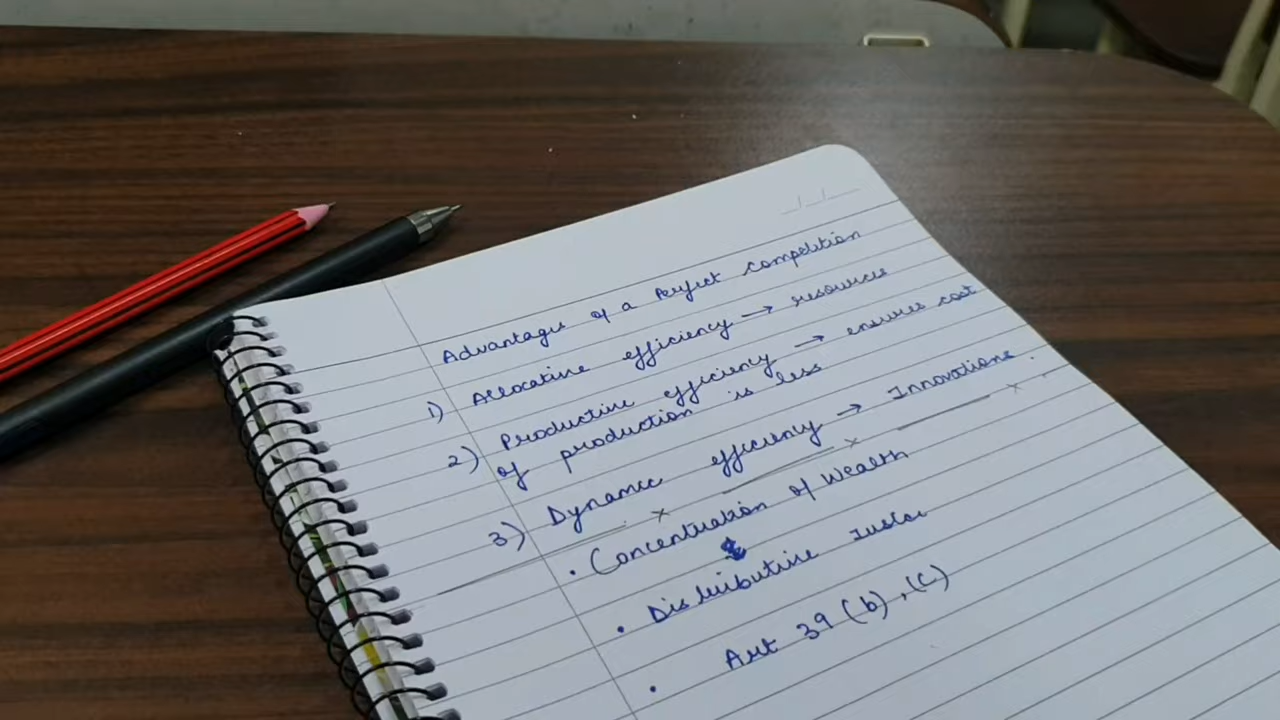 Advantages of a Perfect competition
1) Allocative efficiency → resources
2) Productive efficiency → ensures cost
of production is less
3) Dynamic efficiency → Innovations.
• Concentration of Wealth
• Distributive
• Art 39 (b), (c)